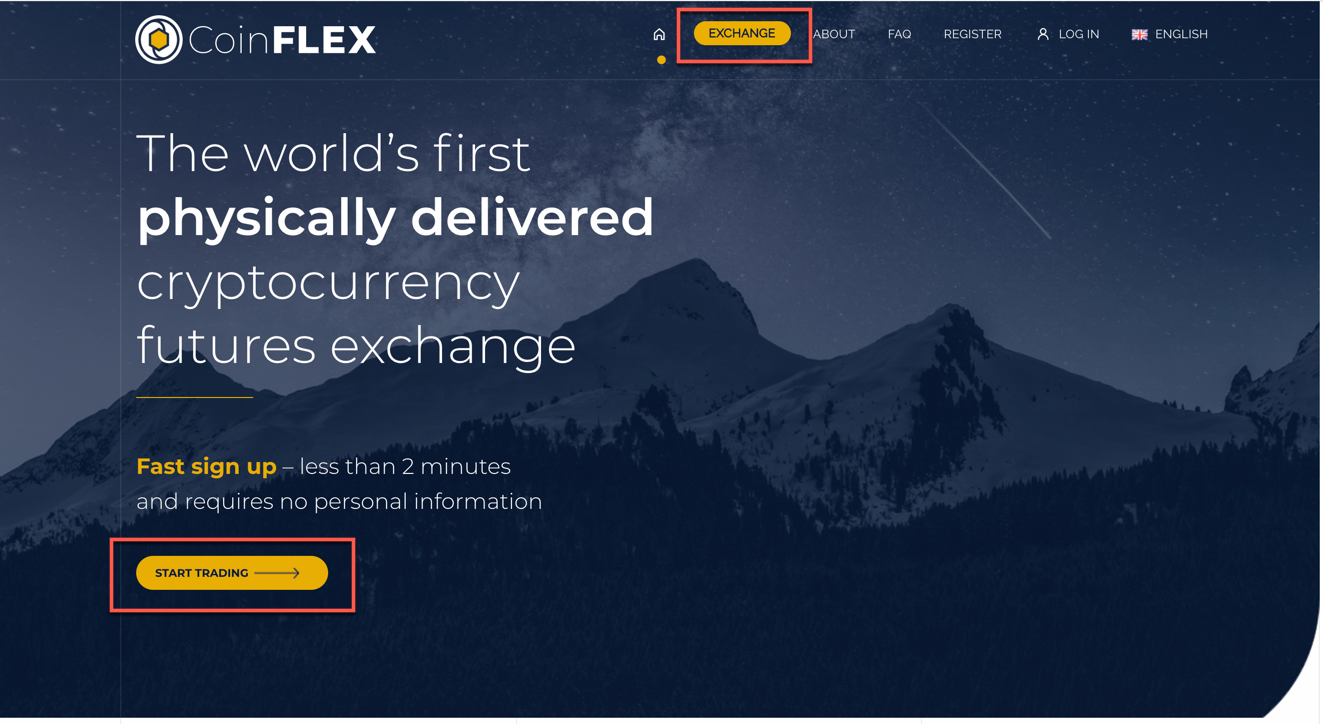 CoinFLEX
EXCHANGE
ABOUT
FAQ
REGISTER
LOG IN
ENGLISH
The world’s first
physically delivered
cryptocurrency
futures exchange
Fast sign up – less than 2 minutes
and requires no personal information
START TRADING